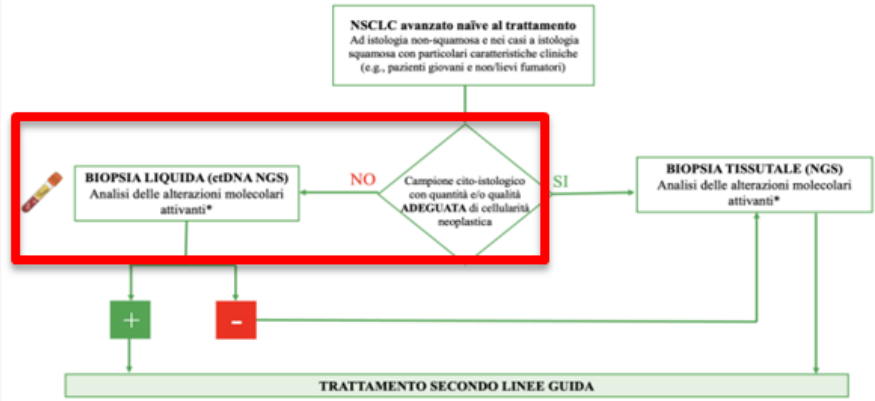 NSCLC avanzato naïve al trattamento
Ad istologia non-squamosa e nei casi a istologia
squamosa con particolari caratteristiche cliniche
(e.g., pazienti giovani e non/lievi fumatori)
BIOPSIA LIQUIDA (ctDNA NGS)
Analisi delle alterazioni molecolari
attivanti*
NO
Campione cito-istologico
con quantità e/o qualità
ADEGUATA di cellularità
neoplastica
SI
BIOPSIA TISSUTALE (NGS)
Analisi delle alterazioni molecolari
attivanti*
+
-
TRATTAMENTO SECONDO LINEE GUIDA